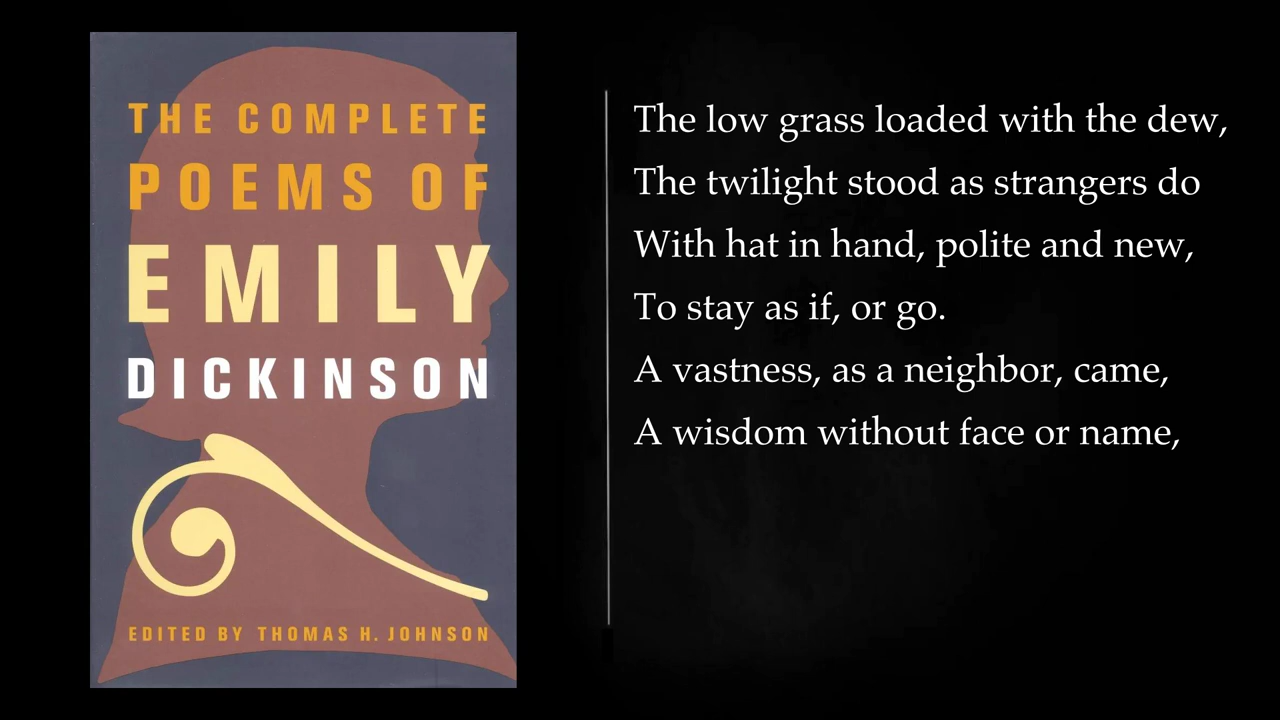 THE COMPLETE
POEMS OF
EMILY
DICKINSON
EDITED BY THOMAS H. JOHNSON
The low grass loaded with the dew,
The twilight stood as strangers do
With hat in hand, polite and new,
To stay as if, or go.
A vastness, as a neighbor, came,
A wisdom without face or name,